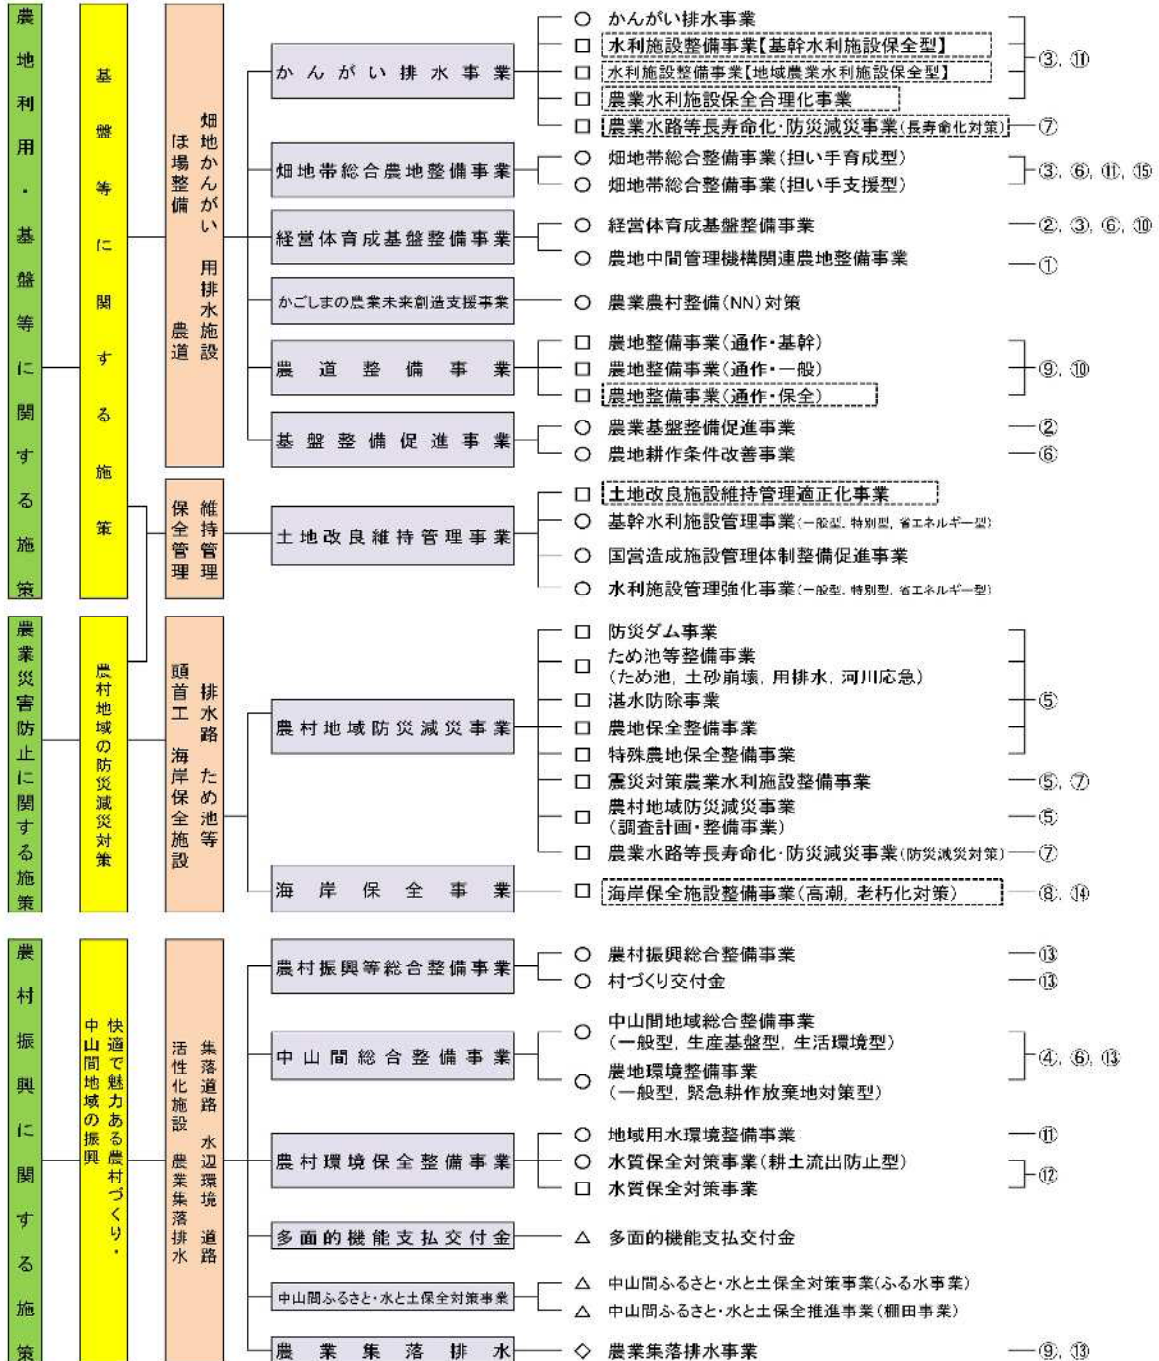 農地利用・基盤等に関する施策
基盤等に関する施策
畑地かんがい 用排水施設
ほ場整備 農道
かんがい排水事業
○ かんがい排水事業
□ 水利施設整備事業【基幹水利施設保全型】
□ 水利施設整備事業【地域農業水利施設保全型】
□ 農業水利施設保全合理化事業
③, ⑪
□ 農業水路等長寿命化・防災減災事業(長寿命化対策)
⑦
畑地帯総合農地整備事業
○ 畑地帯総合整備事業(担い手育成型)
○ 畑地帯総合整備事業(担い手支援型)
③, ⑥, ⑪, ⑮
経営体育成基盤整備事業
○ 経営体育成基盤整備事業
②, ③, ⑥, ⑩
○ 農地中間管理機構関連農地整備事業
①
かごしまの農業未来創造支援事業
○ 農業農村整備(NN)対策
農道整備事業
□ 農地整備事業(通作・基幹)
□ 農地整備事業(通作・一般)
□ 農地整備事業(通作・保全)
⑨, ⑩
基盤整備促進事業
○ 農業基盤整備促進事業
②
○ 農地耕作条件改善事業
⑥
維持管理
保全管理
土地改良維持管理事業
□ 土地改良施設維持管理適正化事業
○ 基幹水利施設管理事業(一般型, 特別型, 省エネルギー型)
○ 国営造成施設管理体制整備促進事業
○ 水利施設管理強化事業(一般型, 特別型, 省エネルギー型)
農業災害防止に関する施策
農村地域の防災減災対策
排水路 ため池等
頭首工 海岸保全施設
農村地域防災減災事業
□ 防災ダム事業
□ ため池等整備事業
(ため池, 土砂崩壊, 用排水, 河川応急)
□ 湛水防除事業
□ 農地保全整備事業
□ 特殊農地保全整備事業
⑤
□ 震災対策農業水利施設整備事業
⑤, ⑦
□ 農村地域防災減災事業
(調査計画・整備事業)
⑤
□ 農業水路等長寿命化・防災減災事業(防災減災対策)
⑦
海岸保全事業
□ 海岸保全施設整備事業(高潮, 老朽化対策)
⑧, ⑭
農村振興に関する施策
快適で魅力ある農村づくり・
中山間地域の振興
集落道路 水辺環境 道路
活性化施設 農業集落排水
農村振興等総合整備事業
○ 農村振興総合整備事業
⑬
○ 村づくり交付金
⑬
中山間総合整備事業
○ 中山間地域総合整備事業
(一般型, 生産基盤型, 生活環境型)
○ 農地環境整備事業
(一般型, 緊急耕作放棄地対策型)
④, ⑥, ⑬
農村環境保全整備事業
○ 地域用水環境整備事業
⑪
○ 水質保全対策事業(耕土流出防止型)
□ 水質保全対策事業
⑫
多面的機能支払交付金
△ 多面的機能支払交付金
中山間ふるさと・水と土保全対策事業
△ 中山間ふるさと・水と土保全対策事業(ふる水事業)
△ 中山間ふるさと・水と土保全推進事業(棚田事業)
農業集落排水
◇ 農業集落排水事業
⑨, ⑬